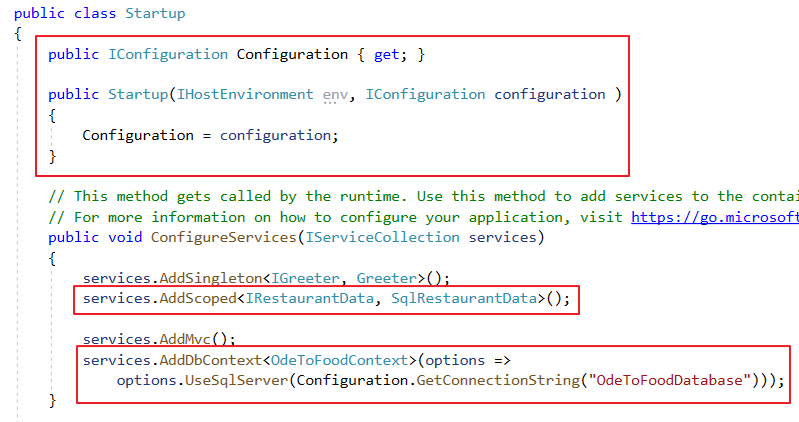 public class Startup
{
public IConfiguration Configuration { get; }
public Startup(IHostEnvironment env, IConfiguration configuration )
{
Configuration = configuration;
}
// This method gets called by the runtime. Use this method to add services to the contai
// For more information on how to configure your application, visit https://go.microsoft
public void ConfigureServices(IServiceCollection services)
{
services.AddSingleton<IGreeter, Greeter>();
services.AddScoped<IRestaurantData, SqlRestaurantData>();
services.AddMvc();
services.AddDbContext<OdeToFoodContext>(options =>
options.UseSqlServer(Configuration.GetConnectionString("OdeToFoodDatabase")));
}